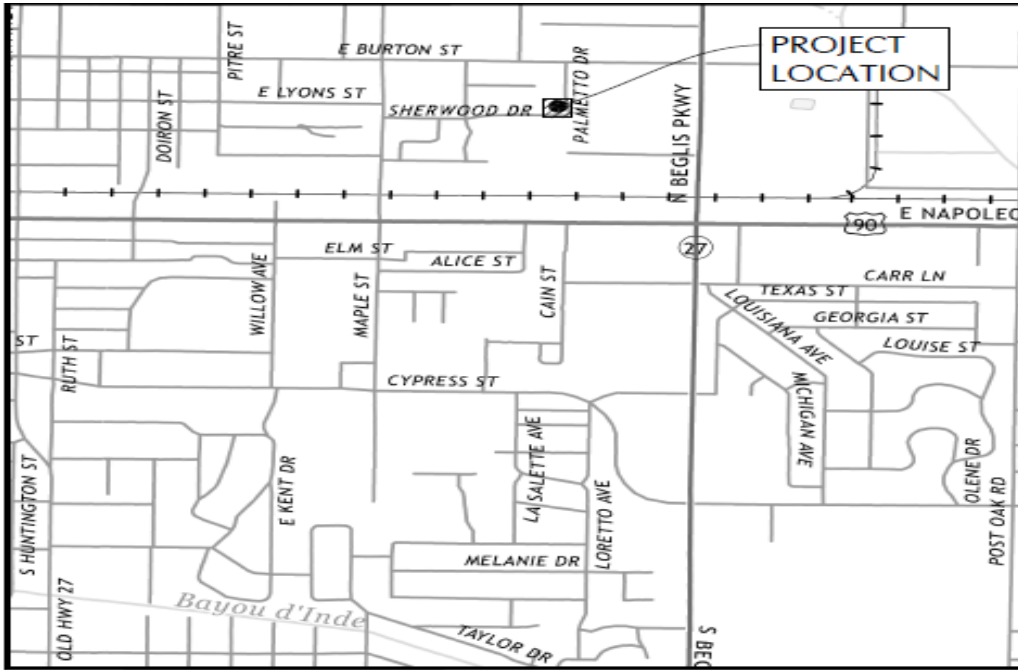 PROJECT
LOCATION
E BURTON ST
PITRE ST
PALMETTO DR
E LYONS ST
SHERWOOD DR
DOIRON ST
N BEGLIS PKWY
E NAPOLEO
90
27
ELM ST
ALICE ST
CARR LN
TEXAS ST
WILLOW AVE
MAPLE ST
CAIN ST
LOUISIANA AVE
GEORGIA ST
LOUISE ST
ST
RUTH ST
CYPRESS ST
MICHIGAN AVE
S HUNTINGTON ST
E KENT DR
LA SALETTE AVE
LORETTO AVE
OLENE DR
POST OAK RD
MELANIE DR
OLD HWY 27
Bayou d'Inde
TAYLOR DR
S BEG